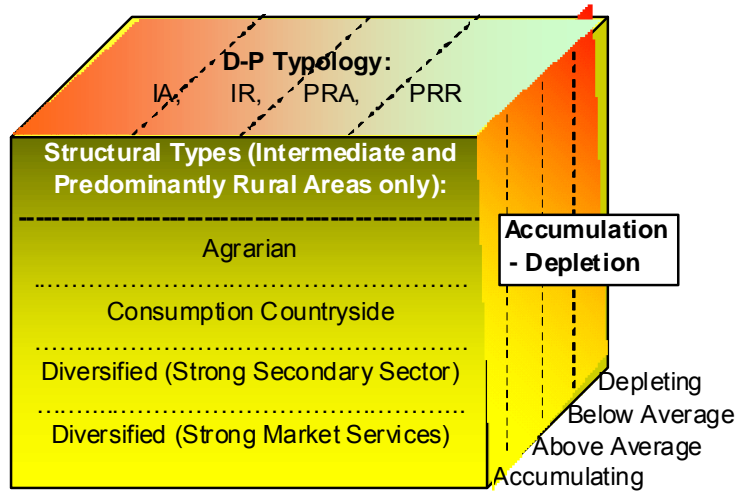 D-P Typology:
IA, IR, PRA, PRR
Structural Types (Intermediate and
Predominantly Rural Areas only):
Agrarian
Consumption Countryside
Diversified (Strong Secondary Sector)
Diversified (Strong Market Services)
Accumulation
- Depletion
Depleting
Below Average
Above Average
Accumulating